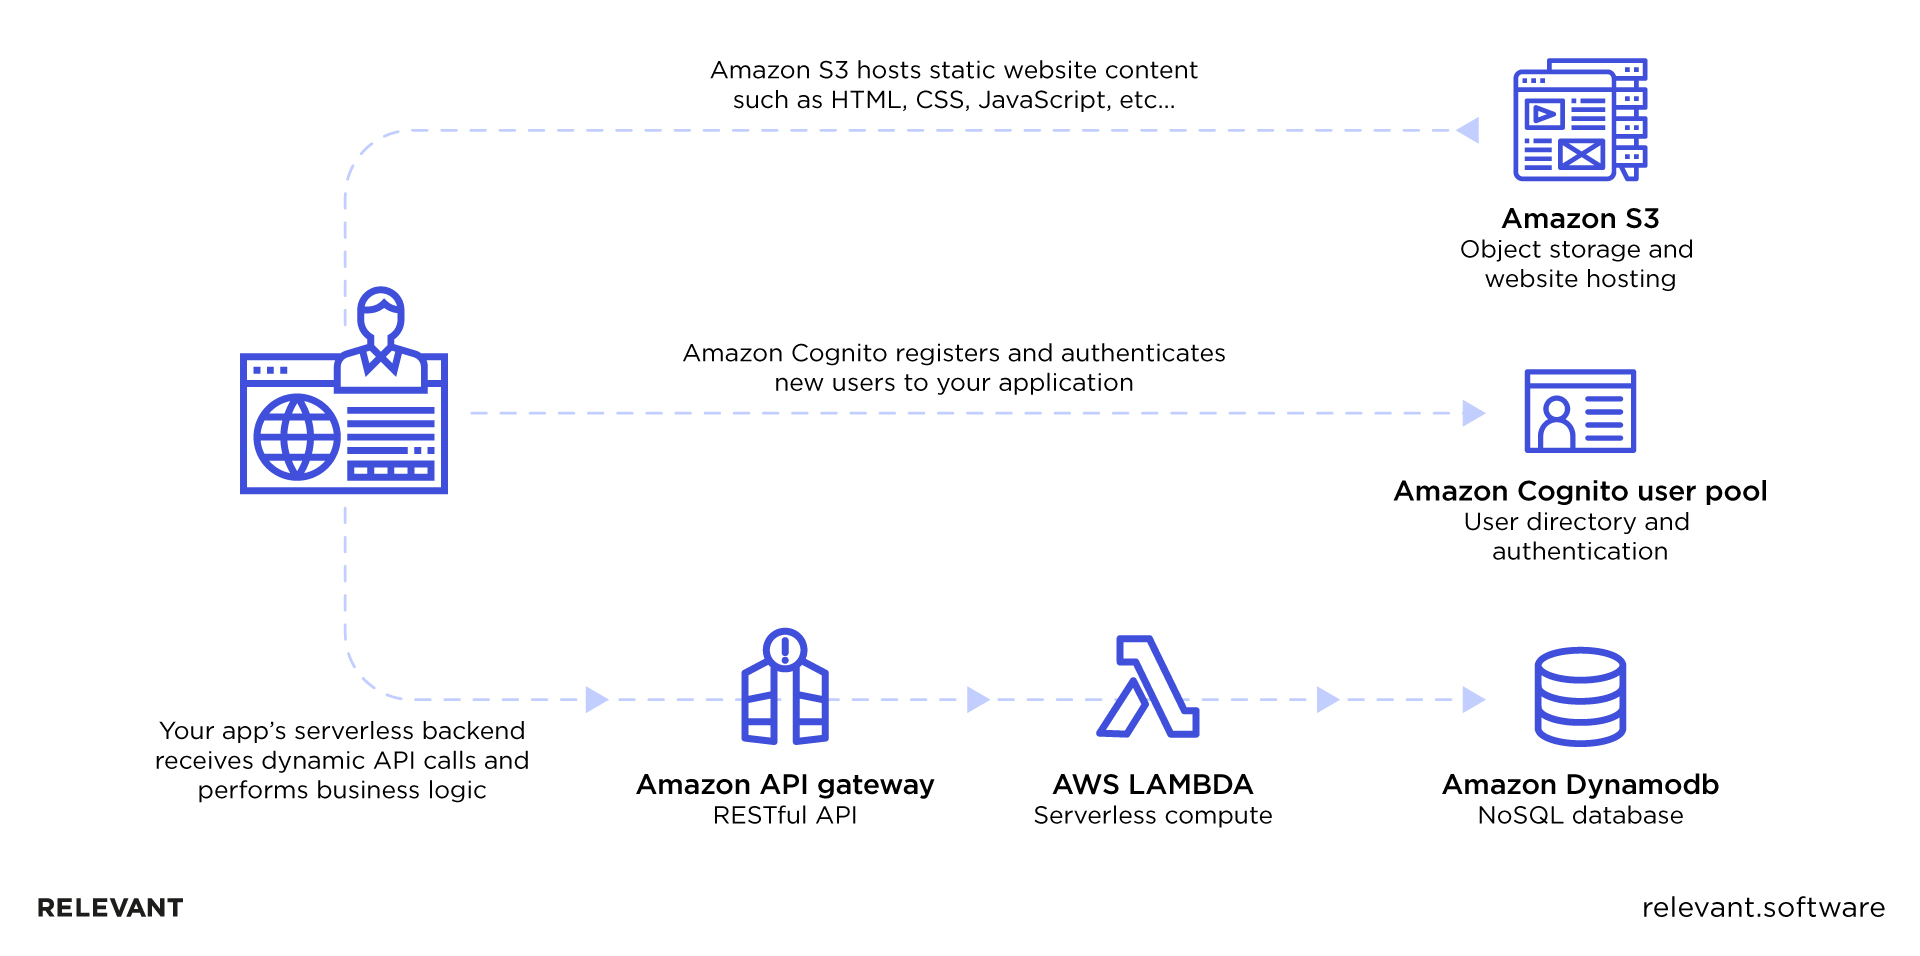 Amazon S3 hosts static website content
such as HTML, CSS, JavaScript, etc...
Amazon S3
Object storage and
website hosting
Amazon Cognito registers and authenticates
new users to your application
Amazon Cognito user pool
User directory and
authentication
Your app's serverless backend
receives dynamic API calls and
performs business logic
Amazon API gateway
RESTful API
AWS LAMBDA
Serverless compute
Amazon Dynamodb
NoSQL database
RELEVANT
relevant.software